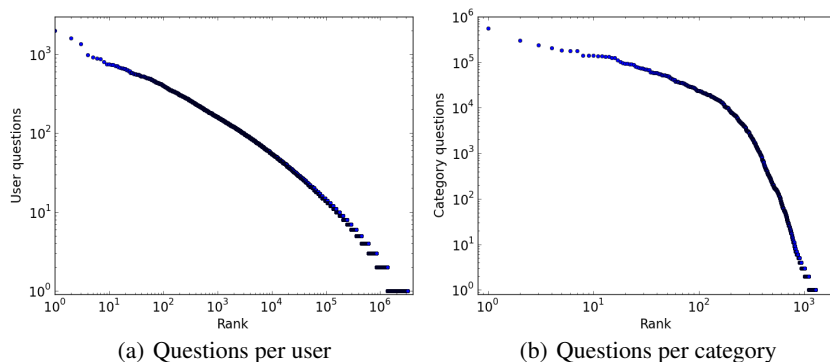 10^3
10^2
10^1
10^0
User questions
10^0 10^1 10^2 10^3 10^4 10^5 10^6
Rank
(a) Questions per user
10^6
10^5
10^4
10^3
10^2
10^1
10^0
Category questions
10^0 10^1 10^2 10^3
Rank
(b) Questions per category